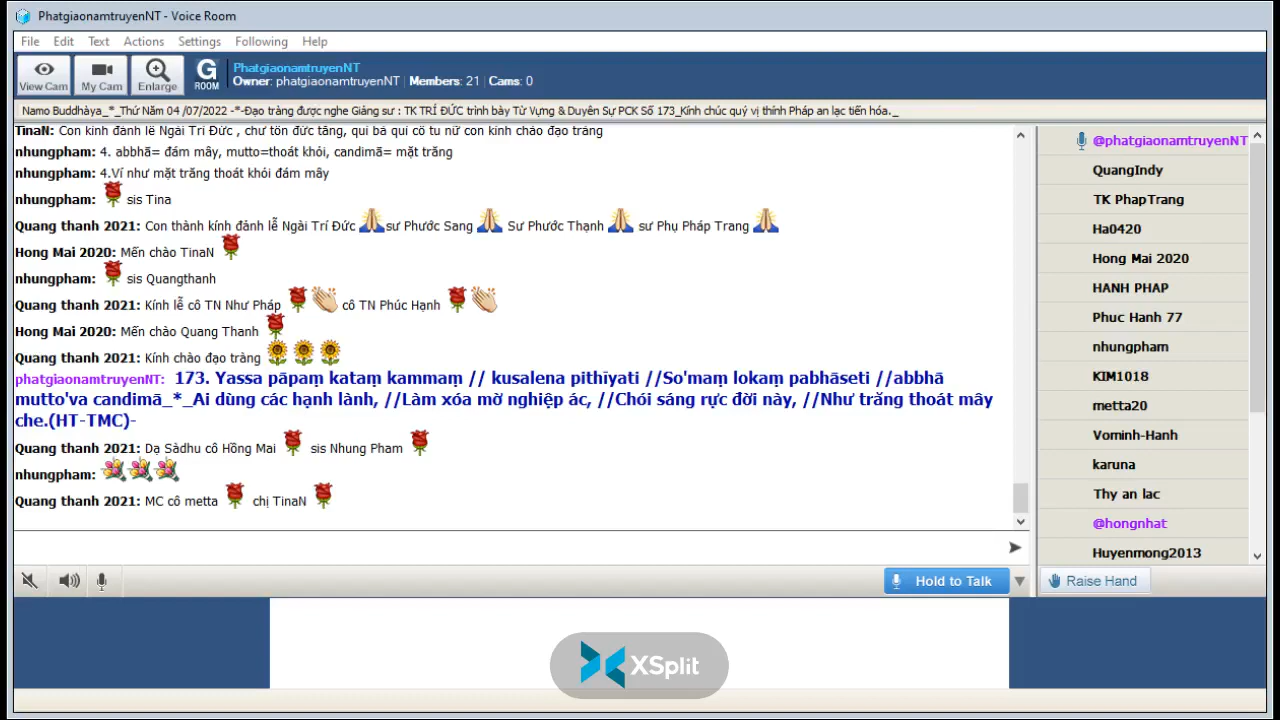 PhatgiaonamtruyenNT - Voice Room
File Edit Text Actions Settings Following Help
View Cam My Cam Enlarge G ROOM
PhatgiaonamtruyenNT
Owner: phatgiaonamtruyenNT | Members: 21 | Cams: 0
Namo Buddhàya_*_Thứ Năm 04 /07/2022 -*-Đạo tràng được nghe Giảng sư : TK TRÍ ĐỨC trình bày Từ Vựng & Duyên Sự PCK Số 173_Kính chúc quý vị thính Pháp an lạc tiến hóa._
TinaN: Con kính đảnh lễ Ngài Trí Đức , chư tôn đức tăng, quí bà quí cô tu nữ con kính chào đạo tràng
nhungpham: 4. abbhā= đám mây, mutto=thoát khỏi, candimā= mặt trăng
nhungpham: 4.Ví như mặt trăng thoát khỏi đám mây
nhungpham: sis Tina
Quang thanh 2021: Con thành kính đảnh lễ Ngài Trí Đức sư Phước Sang Sư Phước Thạnh sư Phụ Pháp Trang
Hong Mai 2020: Mến chào TinaN
nhungpham: sis Quangthanh
Quang thanh 2021: Kính lễ cô TN Như Pháp cô TN Phúc Hạnh
Hong Mai 2020: Mến chào Quang Thanh
Quang thanh 2021: Kính chào đạo tràng
phatgiaonamtruyenNT: 173. Yassa pāpaṃ kataṃ kammaṃ // kusalena pithīyati //So'maṃ lokaṃ pabhāseti //abbhā
mutto'va candimā_*_Ai dùng các hạnh lành, //Làm xóa mờ nghiệp ác, //Chói sáng rực đời này, //Như trăng thoát mây
che.(HT-TMC)-
Quang thanh 2021: Dạ Sàdhu cô Hồng Mai sis Nhung Pham
nhungpham:
Quang thanh 2021: MC cô metta chị TinaN
@phatgiaonamtruyenNT
QuangIndy
TK PhapTrang
Ha0420
Hong Mai 2020
HANH PHAP
Phuc Hanh 77
nhungpham
KIM1018
metta20
Vominh-Hanh
karuna
Thy an lac
@hongnhat
Huyenmong2013
Hold to Talk
Raise Hand
XSplit